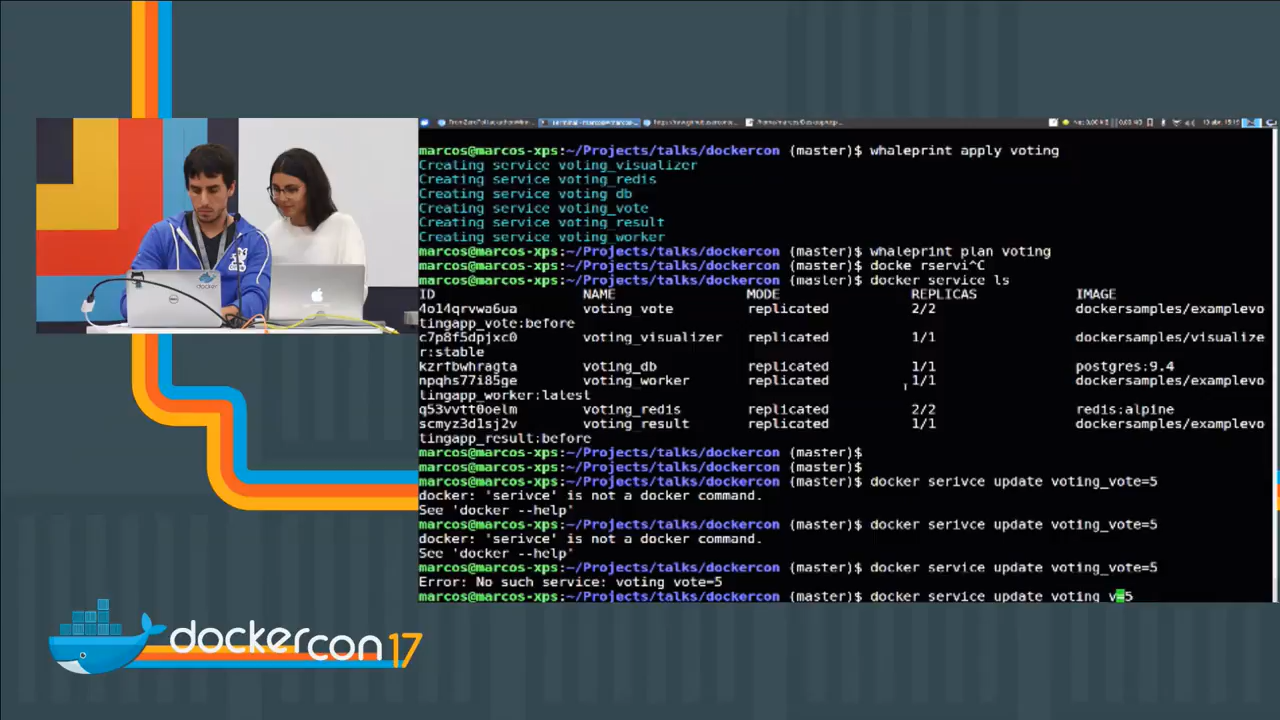 marcos@marcos-xps:~/Projects/talks/dockercon (master)$ whaleprint apply voting
Creating service voting_visualizer
Creating service voting_redis
Creating service voting_db
Creating service voting_vote
Creating service voting_result
Creating service voting_worker
marcos@marcos-xps:~/Projects/talks/dockercon (master)$ whaleprint plan voting
marcos@marcos-xps:~/Projects/talks/dockercon (master)$ docke rservi^C
marcos@marcos-xps:~/Projects/talks/dockercon (master)$ docker service ls
ID NAME MODE REPLICAS IMAGE
4ol4qrvwa6ua voting_vote replicated 2/2 dockersamples/examplevo
tingapp_vote:before
c7p8f5dpjxc0 voting_visualizer replicated 1/1 dockersamples/visualize
r:stable
kzrfbwhragta voting_db replicated 1/1 postgres:9.4
npqhs77i85ge voting_worker replicated 1/1 dockersamples/examplevo
tingapp_worker:latest
q53vvtt0oelm voting_redis replicated 2/2 redis:alpine
scmyz3d1sj2v voting_result replicated 1/1 dockersamples/examplevo
tingapp_result:before
marcos@marcos-xps:~/Projects/talks/dockercon (master)$
marcos@marcos-xps:~/Projects/talks/dockercon (master)$
marcos@marcos-xps:~/Projects/talks/dockercon (master)$ docker serivce update voting_vote=5
docker: 'serivce' is not a docker command.
See 'docker --help'
marcos@marcos-xps:~/Projects/talks/dockercon (master)$ docker serivce update voting_vote=5
docker: 'serivce' is not a docker command.
See 'docker --help'
marcos@marcos-xps:~/Projects/talks/dockercon (master)$ docker service update voting_vote=5
Error: No such service: voting_vote=5
marcos@marcos-xps:~/Projects/talks/dockercon (master)$ docker service update voting_v=5
dockercon 17